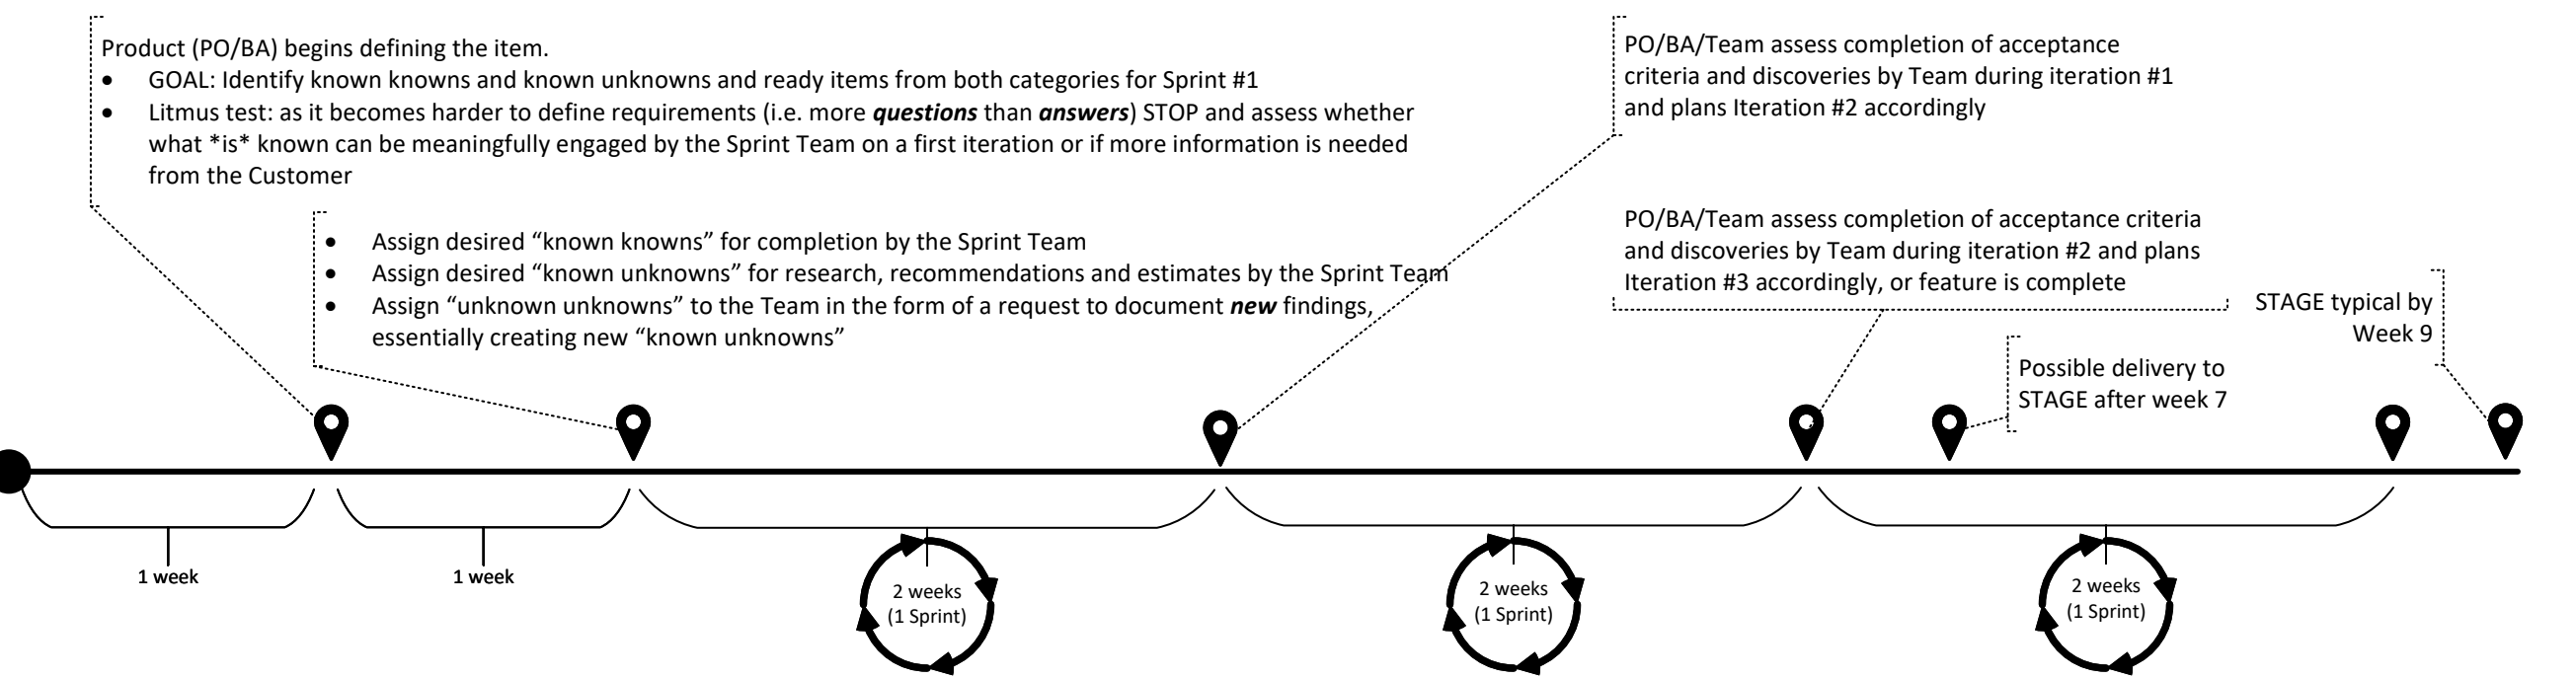 Product (PO/BA) begins defining the item.
• GOAL: Identify known knowns and known unknowns and ready items from both categories for Sprint #1
• Litmus test: as it becomes harder to define requirements (i.e. more questions than answers) STOP and assess whether
what *is* known can be meaningfully engaged by the Sprint Team on a first iteration or if more information is needed
from the Customer
• Assign desired “known knowns” for completion by the Sprint Team
• Assign desired “known unknowns” for research, recommendations and estimates by the Sprint Team
• Assign “unknown unknowns” to the Team in the form of a request to document new findings,
essentially creating new “known unknowns”
PO/BA/Team assess completion of acceptance
criteria and discoveries by Team during iteration #1
and plans Iteration #2 accordingly
PO/BA/Team assess completion of acceptance criteria
and discoveries by Team during iteration #2 and plans
Iteration #3 accordingly, or feature is complete
Possible delivery to
STAGE after week 7
STAGE typical by
Week 9
1 week
1 week
2 weeks
(1 Sprint)
2 weeks
(1 Sprint)
2 weeks
(1 Sprint)